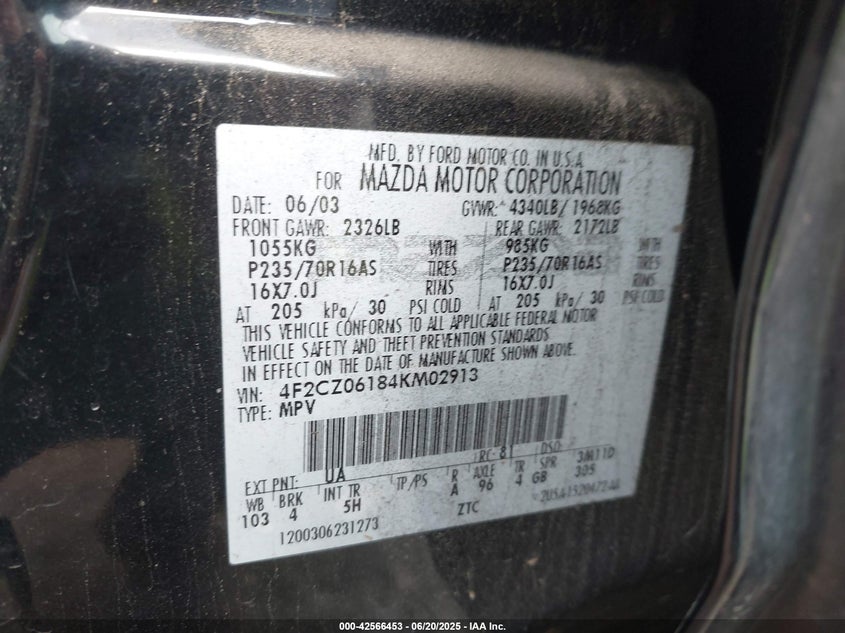 MFD. BY FORD MOTOR CO. IN U.S.A.
FOR MAZDA MOTOR CORPORATION
DATE: 06/03 GVWR: 4340LB/ 1968KG
FRONT GAWR: 2326LB REAR GAWR: 2172LB
1055KG WITH 985KG WITH
P235/70R16AS TIRES P235/70R16AS TIRES
16X7.0J RIMS 16X7.0J RIMS
AT 205 kPa/ 30 PSI COLD AT 205 kPa/ 30 PSI COLD
THIS VEHICLE CONFORMS TO ALL APPLICABLE FEDERAL MOTOR
VEHICLE SAFETY AND THEFT PREVENTION STANDARDS
IN EFFECT ON THE DATE OF MANUFACTURE SHOWN ABOVE.
VIN: 4F2CZ06184KM02913
TYPE: MPV
EXT PNT: UA RC: 81 DSO:
WB BRK INT TR TP/PS R AXLE TR SPR 3M11D
103 4 5H A 96 4 GB 305
1200306231273 ZTC
000-42566453 - 06/20/2025 - IAA Inc.